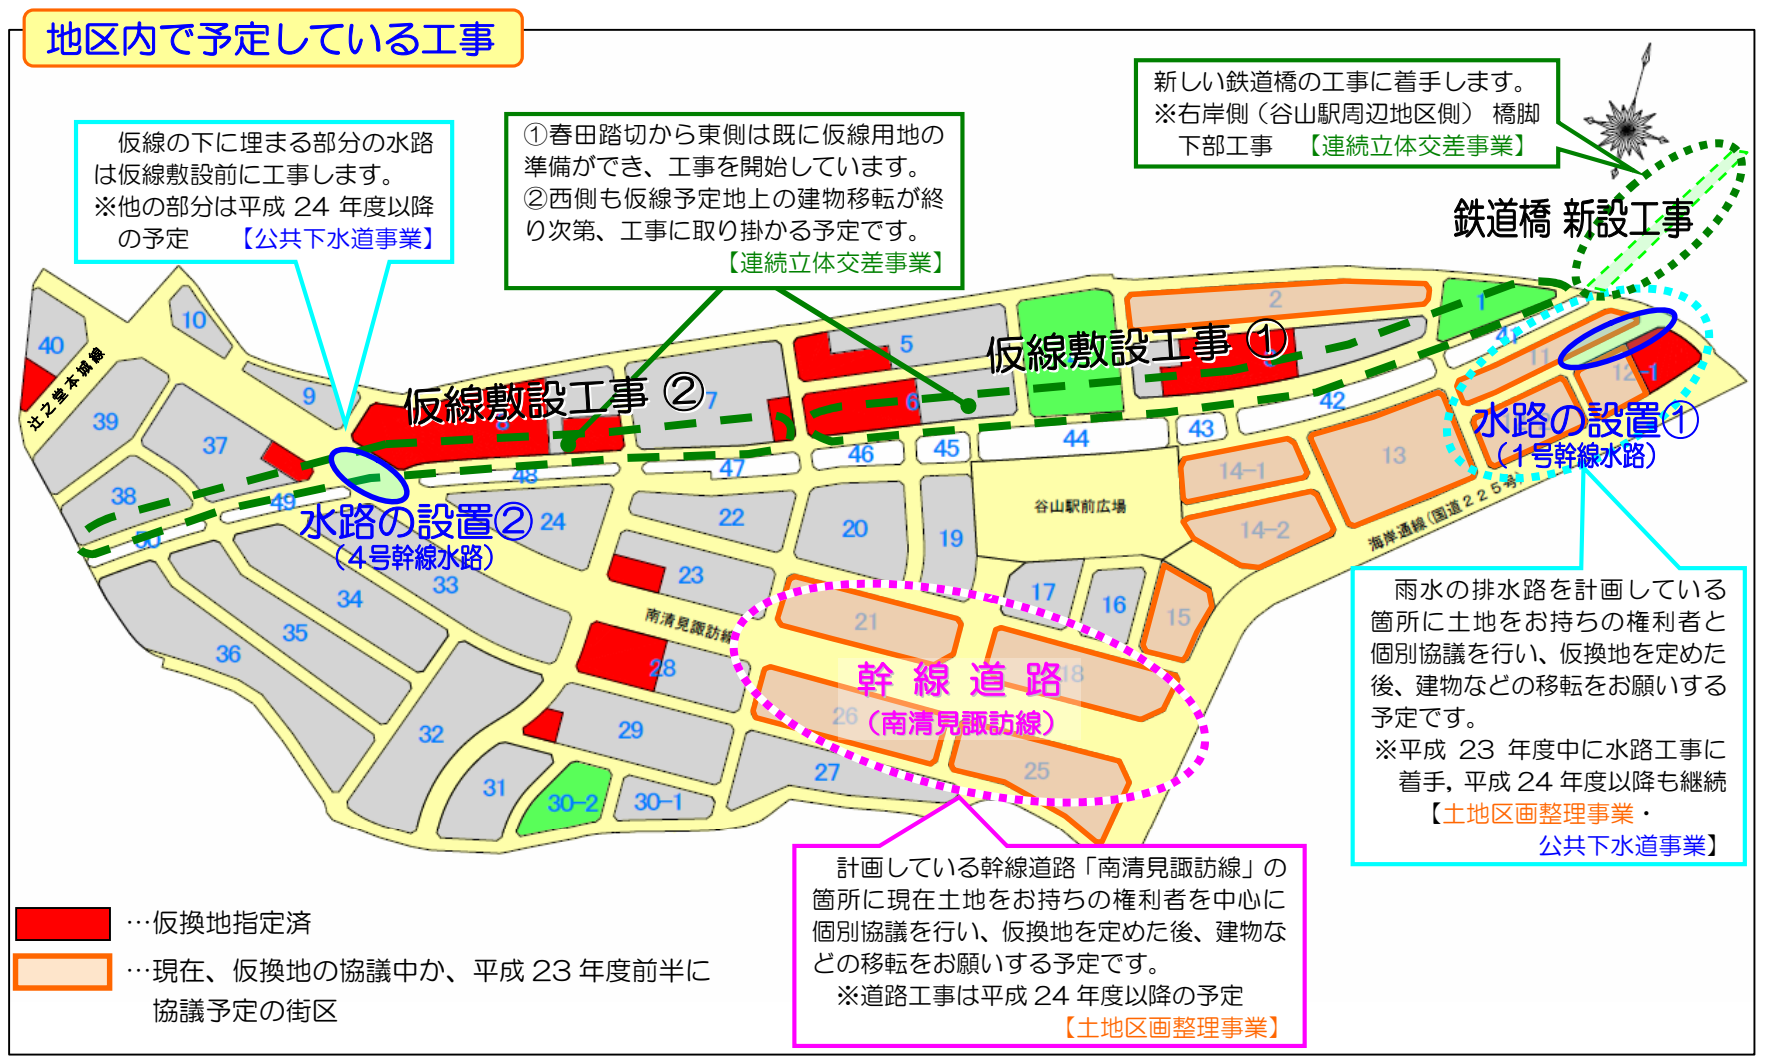 地区内で予定している工事
新しい鉄道橋の工事に着手します。
※右岸側（谷山駅周辺地区側） 橋脚
下部工事 【連続立体交差事業】
仮線の下に埋まる部分の水路
は仮線敷設前に工事します。
※他の部分は平成 24 年度以降
の予定 【公共下水道事業】
①春田踏切から東側は既に仮線用地の
準備ができ、工事を開始しています。
②西側も仮線予定地上の建物移転が終
り次第、工事に取り掛かる予定です。
【連続立体交差事業】
鉄道橋 新設工事
仮線敷設工事 ①
仮線敷設工事 ②
水路の設置①
（１号幹線水路）
水路の設置②
（４号幹線水路）
辻之堂本城線
谷山駅前広場
海岸通線(国道２２５号)
南清見諏訪線
幹線道路
（南清見諏訪線）
40
10
9
39
37
38
49
50
8
7
5
6
2
1
41
42
11
12-1
43
44
45
46
47
48
13
14-1
14-2
24
22
20
19
23
17
16
15
21
18
34
33
35
36
28
26
25
32
29
27
31
30-2
30-1
雨水の排水路を計画している
箇所に土地をお持ちの権利者と
個別協議を行い、仮換地を定めた
後、建物などの移転をお願いする
予定です。
※平成 23 年度中に水路工事に
着手，平成 24 年度以降も継続
【土地区画整理事業・
公共下水道事業】
計画している幹線道路「南清見諏訪線」の
箇所に現在土地をお持ちの権利者を中心に
個別協議を行い、仮換地を定めた後、建物な
どの移転をお願いする予定です。
※道路工事は平成 24 年度以降の予定
【土地区画整理事業】
…仮換地指定済
…現在、仮換地の協議中か、平成 23 年度前半に
協議予定の街区